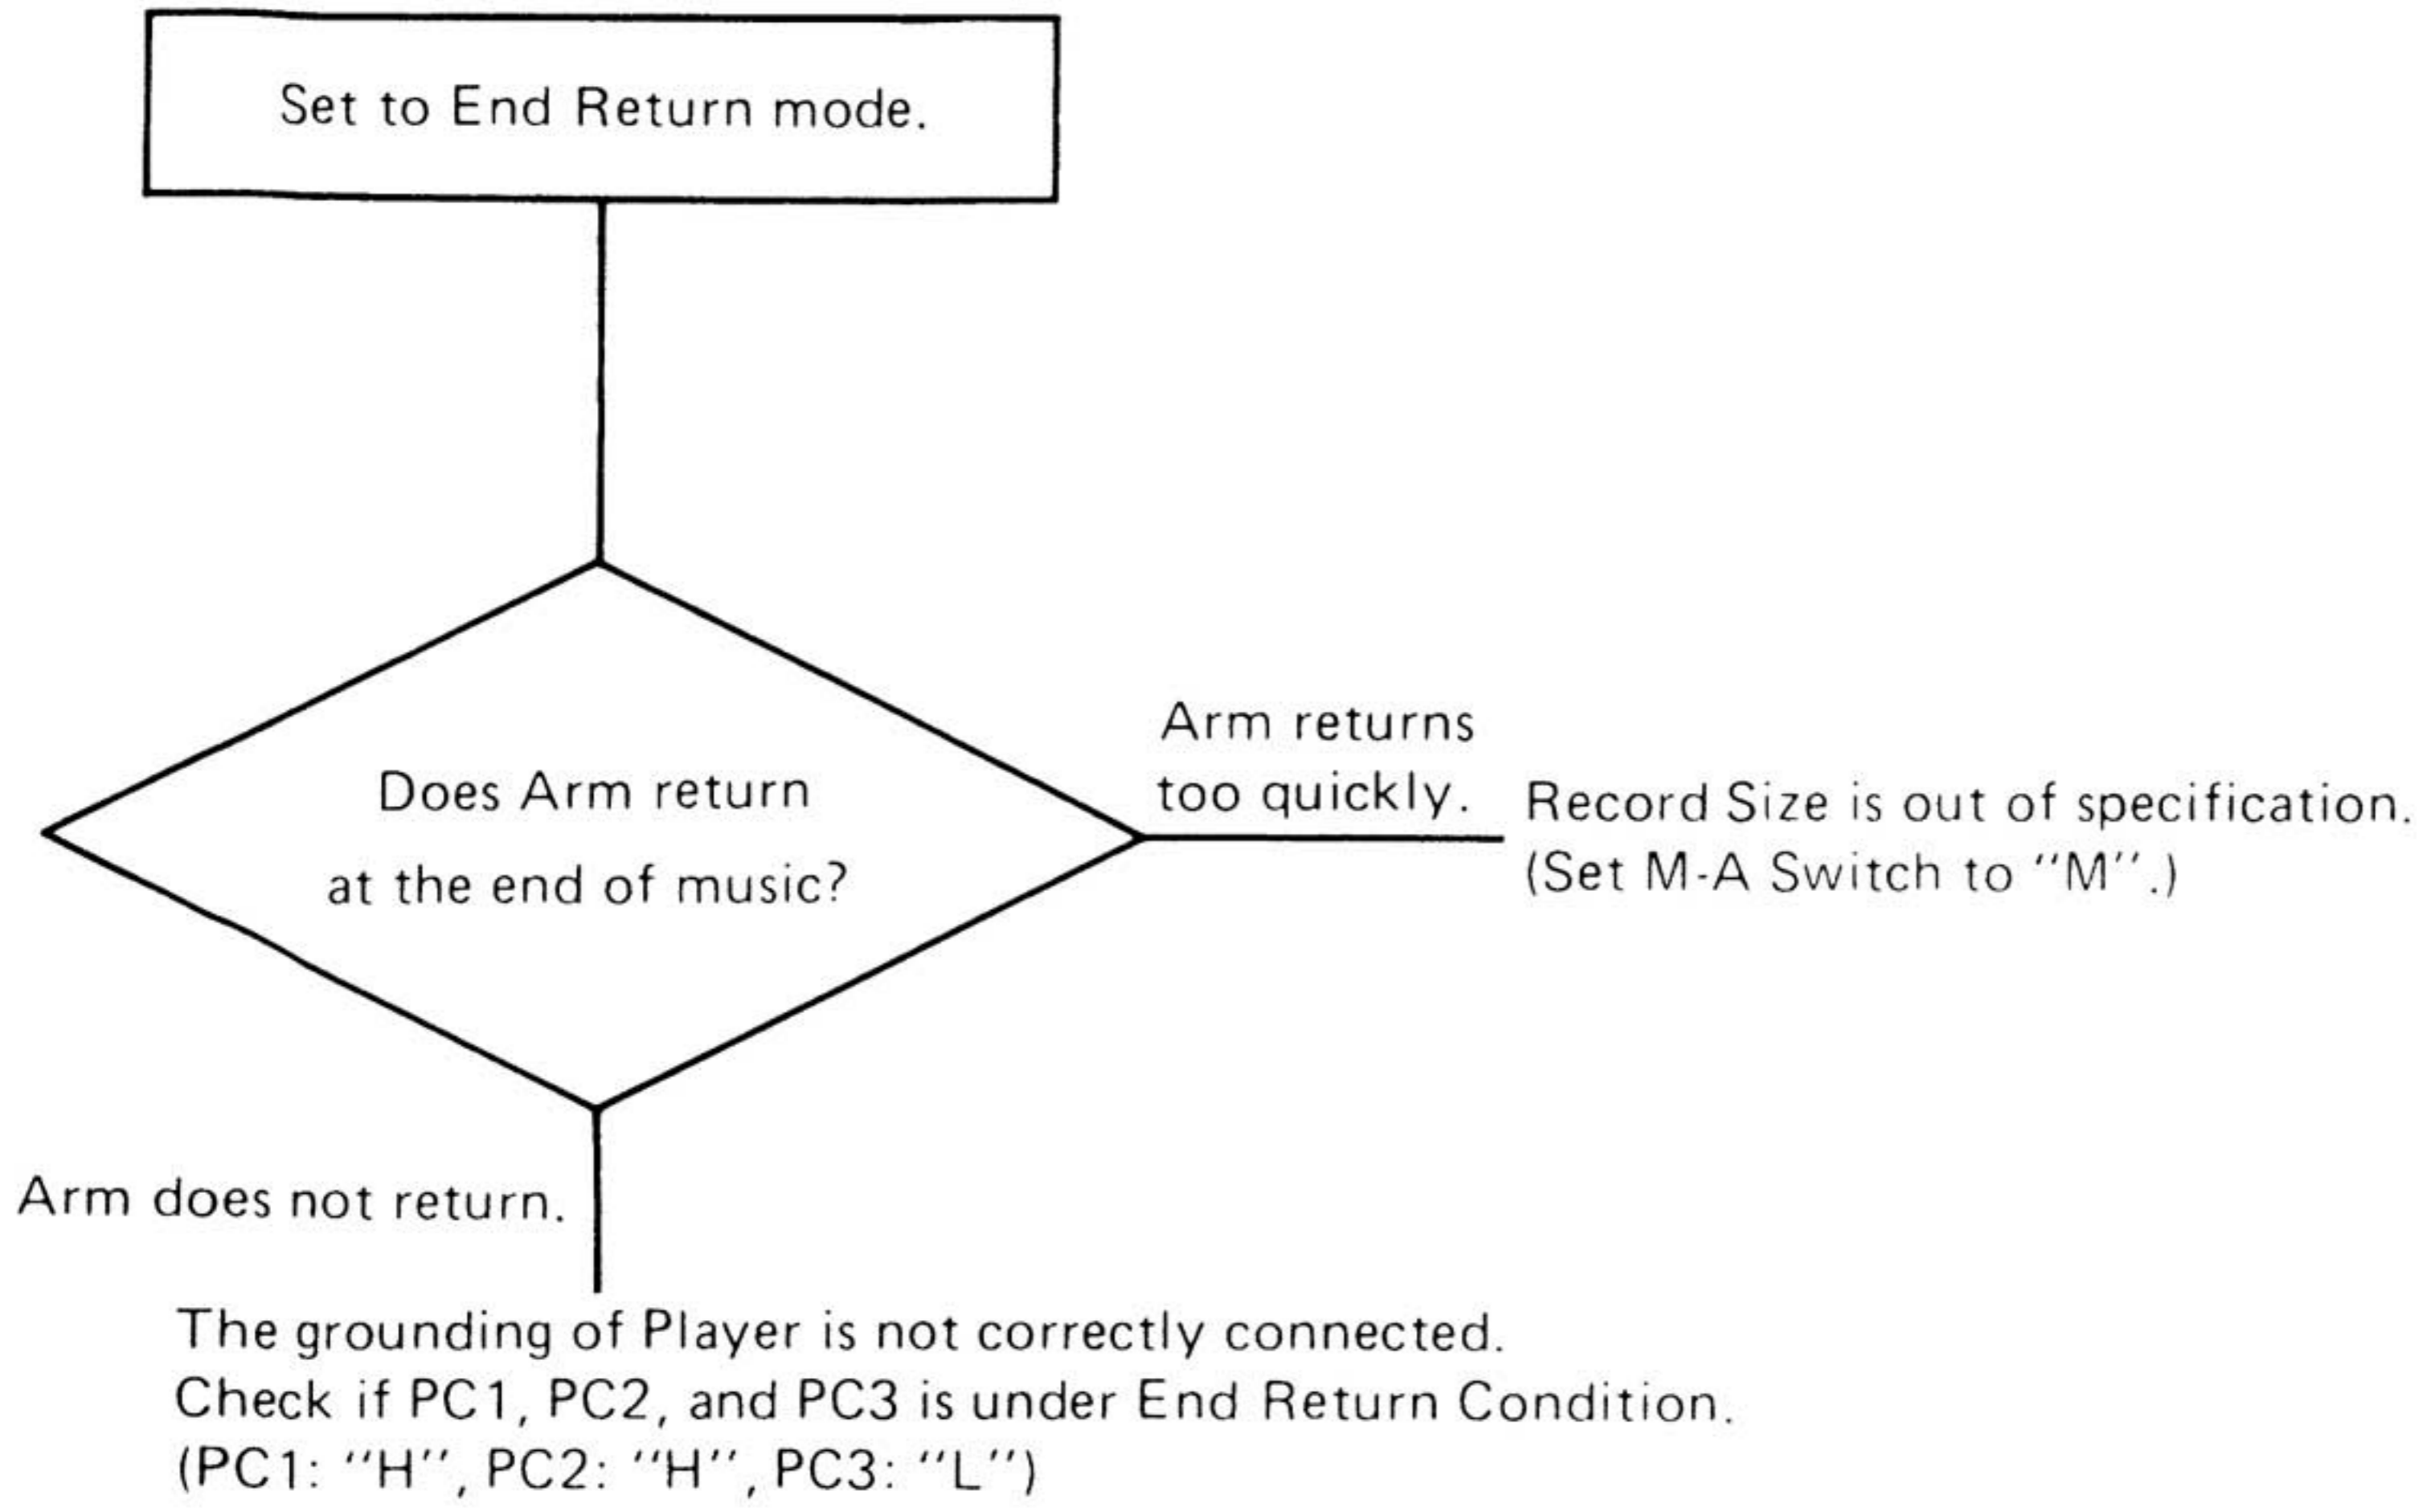 Set to End Return mode.
Does Arm return
at the end of music?
Arm returns
too quickly.
Record Size is out of specification.
(Set M-A Switch to "M".)
Arm does not return.
The grounding of Player is not correctly connected.
Check if PC1, PC2, and PC3 is under End Return Condition.
(PC1: "H", PC2: "H", PC3: "L")